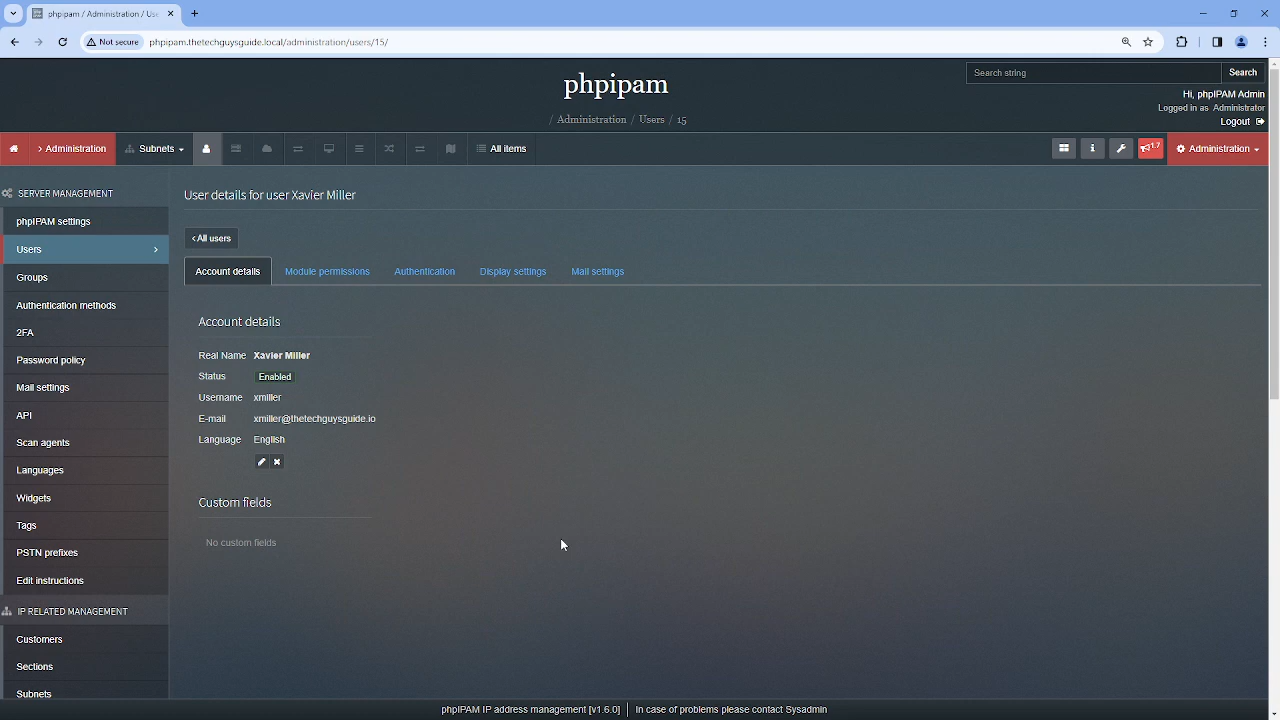 phpipam / Administration / Use
Not secure
phpipam.thetechguysguide.local/administration/users/15/
phpipam
/ Administration / Users / 15
Search string
Search
Hi, phpIPAM Admin
Logged in as Administrator
Logout
> Administration
Subnets
All items
1.7
Administration
SERVER MANAGEMENT
phpIPAM settings
Users
Groups
Authentication methods
2FA
Password policy
Mail settings
API
Scan agents
Languages
Widgets
Tags
PSTN prefixes
Edit instructions
IP RELATED MANAGEMENT
Customers
Sections
Subnets
User details for user Xavier Miller
All users
Account details
Module permissions
Authentication
Display settings
Mail settings
Account details
Real Name Xavier Miller
Status Enabled
Username xmiller
E-mail xmiller@thetechguysguide.io
Language English
Custom fields
No custom fields
phpIPAM IP address management [v1.6.0] | In case of problems please contact Sysadmin